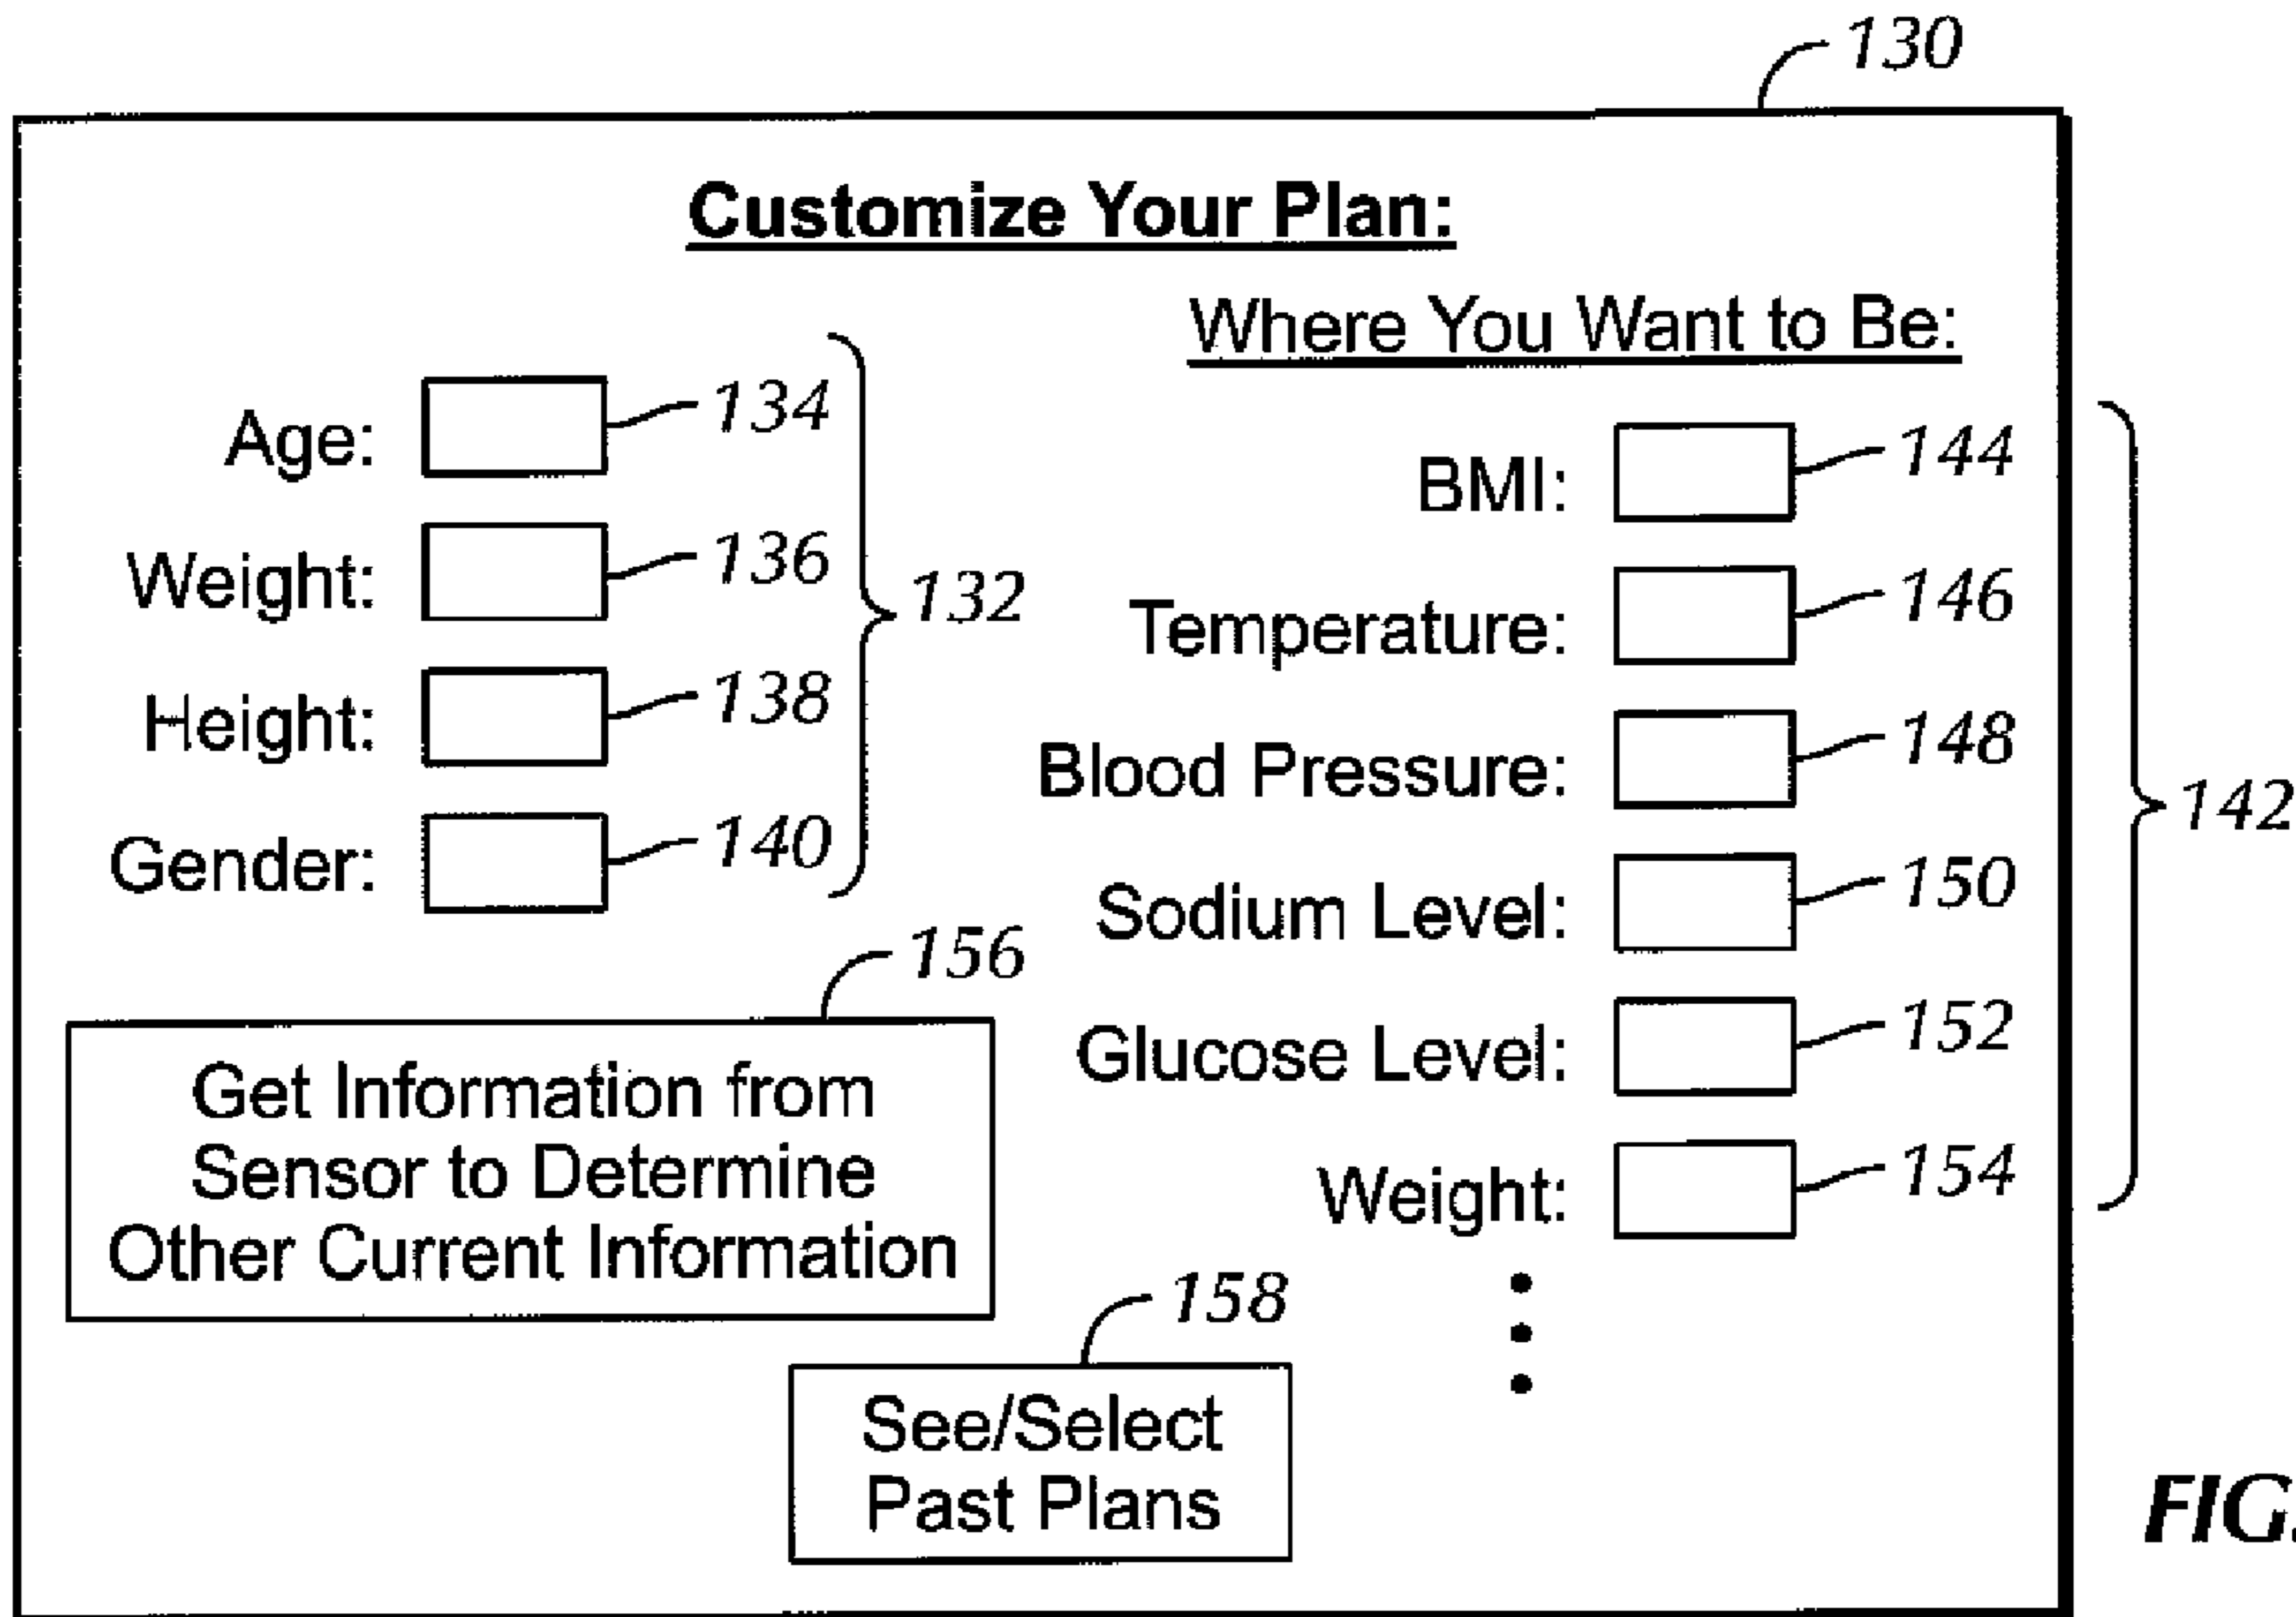 130
Customize Your Plan:
Where You Want to Be:
Age: 134
Weight: 136
Height: 138
Gender: 140
132
BMI: 144
Temperature: 146
Blood Pressure: 148
Sodium Level: 150
Glucose Level: 152
Weight: 154
142
156
Get Information from
Sensor to Determine
Other Current Information
158
See/Select
Past Plans
FIG.